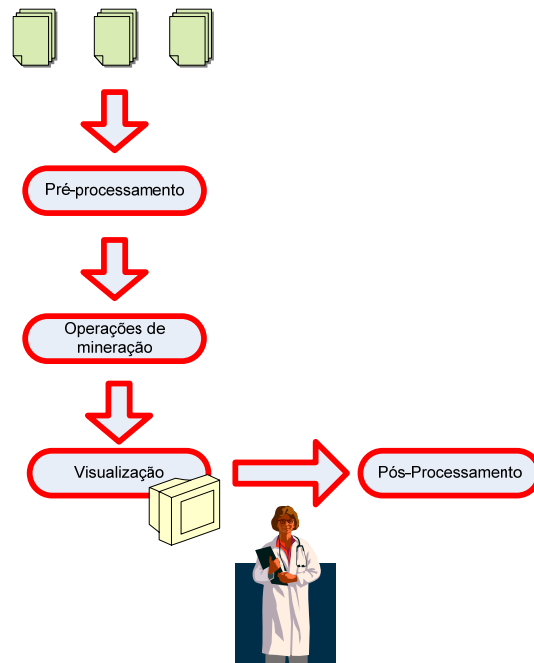 Pré-processamento
Operações de
mineração
Visualização
Pós-Processamento